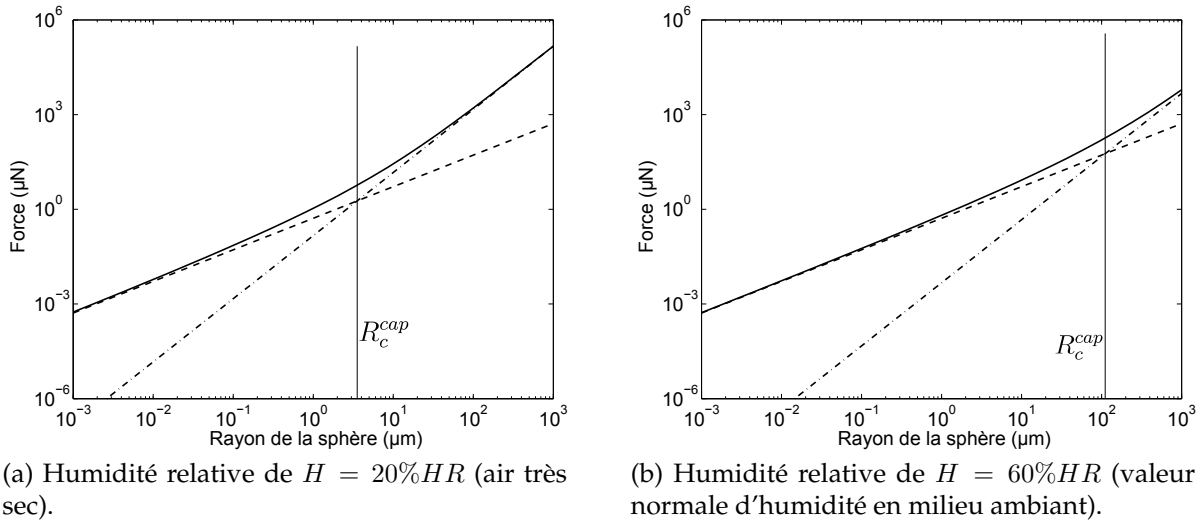 10^6
10^3
10^0
10^−3
10^−6
Force (µN)
R_c^{cap}
10^−3 10^−2 10^−1 10^0 10^1 10^2 10^3
Rayon de la sphère (µm)
(a) Humidité relative de H = 20%HR (air très
sec).
10^6
10^3
10^0
10^−3
10^−6
Force (µN)
R_c^{cap}
10^−3 10^−2 10^−1 10^0 10^1 10^2 10^3
Rayon de la sphère (µm)
(b) Humidité relative de H = 60%HR (valeur
normale d'humidité en milieu ambiant).